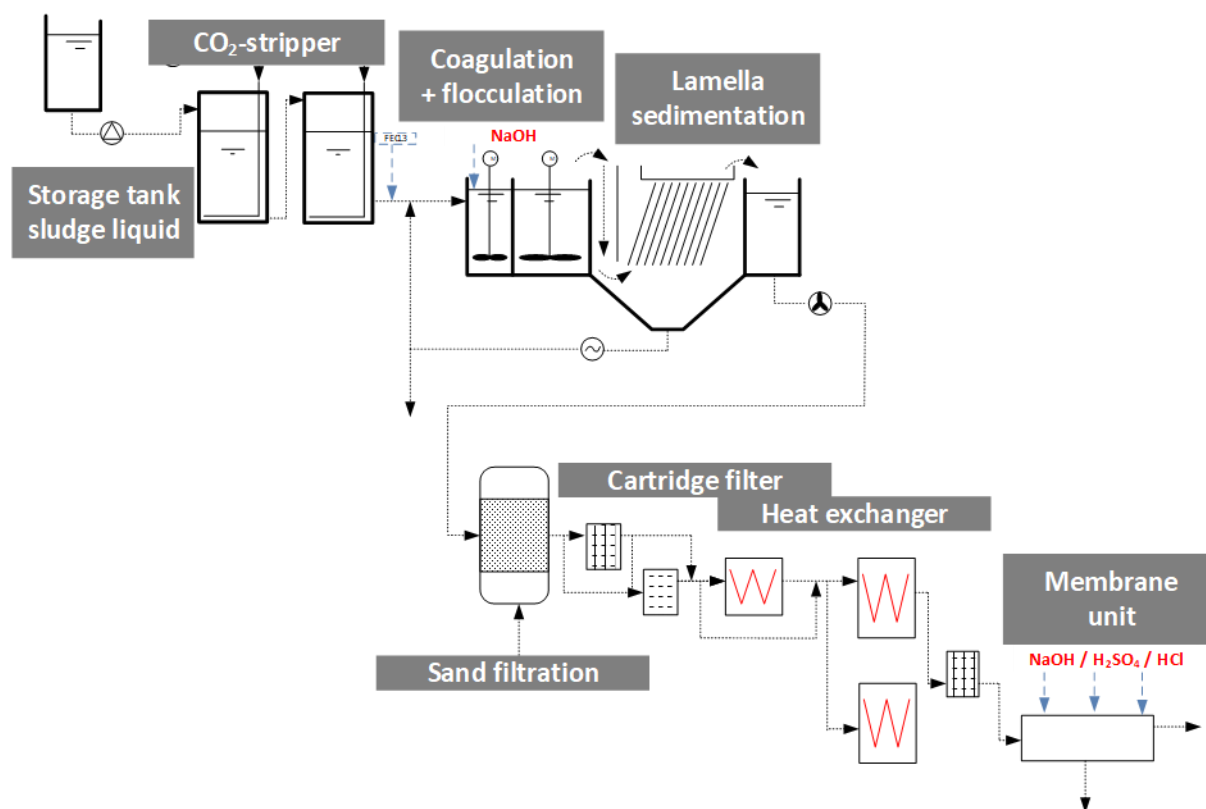 CO₂-stripper
Coagulation
+ flocculation
Lamella
sedimentation
FECL3
NaOH
M
M
Storage tank
sludge liquid
Cartridge filter
Heat exchanger
Membrane
unit
Sand filtration
NaOH / H₂SO₄ / HCl